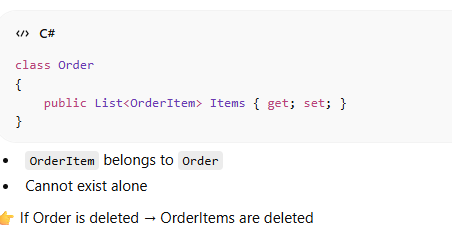 </> C#
class Order
{
    public List<OrderItem> Items { get; set; }
}
• OrderItem belongs to Order
• Cannot exist alone
👉 If Order is deleted → OrderItems are deleted